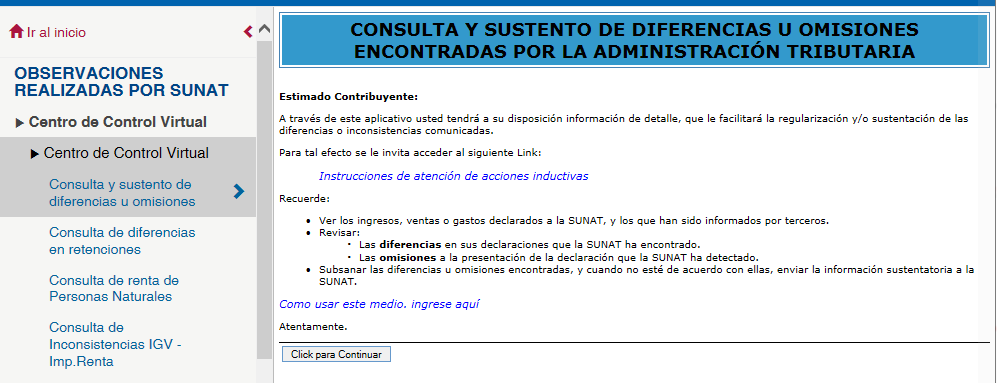 Ir al inicio
OBSERVACIONES
REALIZADAS POR SUNAT
Centro de Control Virtual
Centro de Control Virtual
Consulta y sustento de
diferencias u omisiones
Consulta de diferencias
en retenciones
Consulta de renta de
Personas Naturales
Consulta de
Inconsistencias IGV -
Imp.Renta
CONSULTA Y SUSTENTO DE DIFERENCIAS U OMISIONES
ENCONTRADAS POR LA ADMINISTRACIÓN TRIBUTARIA
Estimado Contribuyente:
A través de este aplicativo usted tendrá a su disposición información de detalle, que le facilitará la regularización y/o sustentación de las
diferencias o inconsistencias comunicadas.
Para tal efecto se le invita acceder al siguiente Link:
Instrucciones de atención de acciones inductivas
Recuerde:
• Ver los ingresos, ventas o gastos declarados a la SUNAT, y los que han sido informados por terceros.
• Revisar:
• Las diferencias en sus declaraciones que la SUNAT ha encontrado.
• Las omisiones a la presentación de la declaración que la SUNAT ha detectado.
• Subsanar las diferencias u omisiones encontradas, y cuando no esté de acuerdo con ellas, enviar la información sustentatoria a la
SUNAT.
Como usar este medio. ingrese aquí
Atentamente.
Click para Continuar